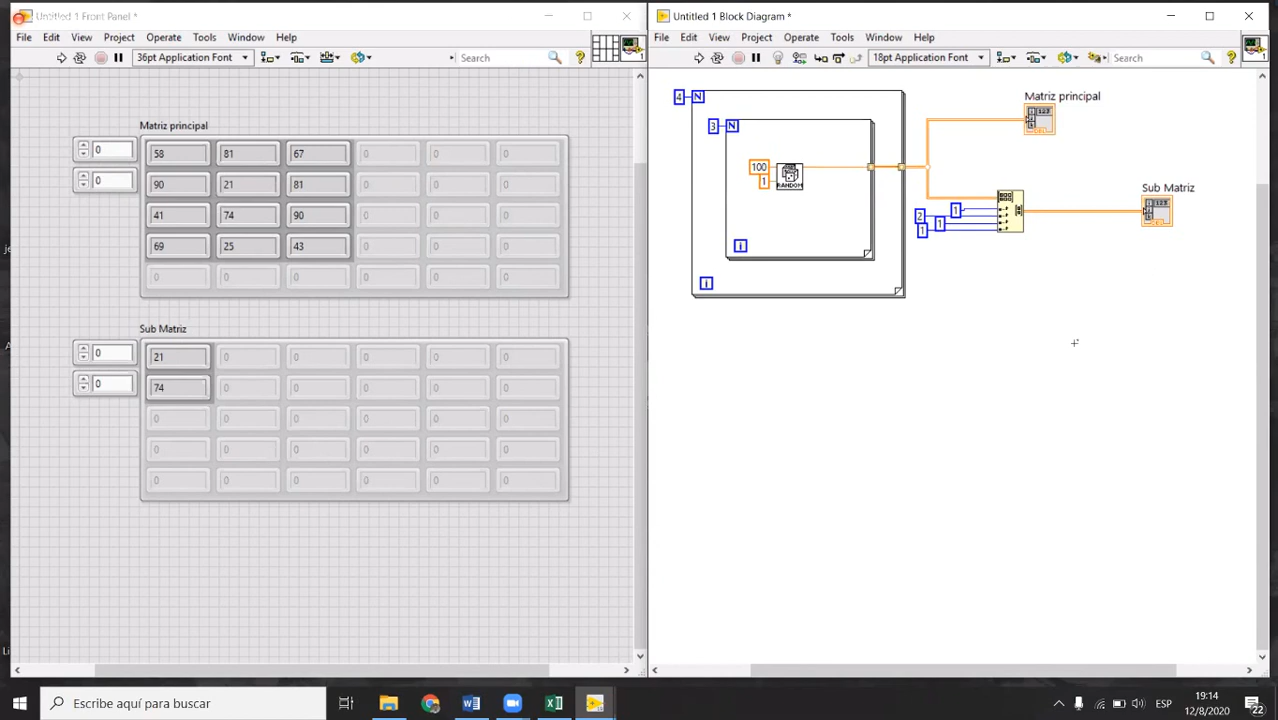 Untitled 1 Front Panel *
File Edit View Project Operate Tools Window Help
36pt Application Font
Search
Matriz principal
0 58 81 67 0 0 0
0 90 21 81 0 0 0
41 74 90 0 0 0
69 25 43 0 0 0
0 0 0 0 0 0
Sub Matriz
0 21 0 0 0 0 0
0 74 0 0 0 0 0
0 0 0 0 0 0
0 0 0 0 0 0
0 0 0 0 0 0
Untitled 1 Block Diagram *
File Edit View Project Operate Tools Window Help
18pt Application Font
Search
4 N
3 N
100
1
RANDOM
i
i
Matriz principal
Sub Matriz
1
2
1
1
Escribe aquí para buscar
ESP
19:14
12/8/2020
22